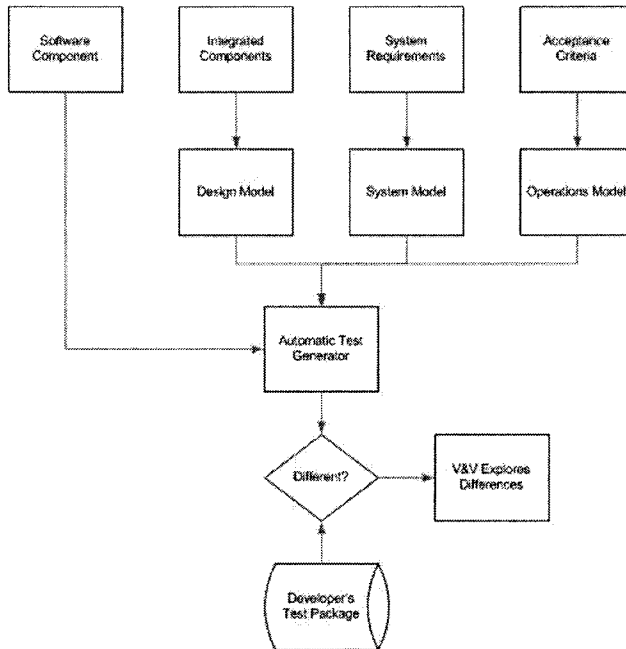 Software
Component
Integrated
Components
System
Requirements
Acceptance
Criteria
Design Model
System Model
Operations Model
Automatic Test
Generator
Different?
V&V Explores
Differences
Developer's
Test Package